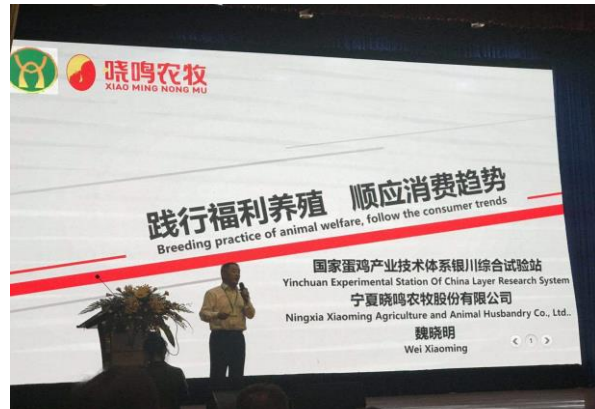 晓鸣农牧
XIAO MING NONG MU
践行福利养殖 顺应消费趋势
Breeding practice of animal welfare, follow the consumer trends
国家蛋鸡产业技术体系银川综合试验站
Yinchuan Experimental Station Of China Layer Research System
宁夏晓鸣农牧股份有限公司
Ningxia Xiaoming Agriculture and Animal Husbandry Co., Ltd..
魏晓明
Wei Xiaoming
1